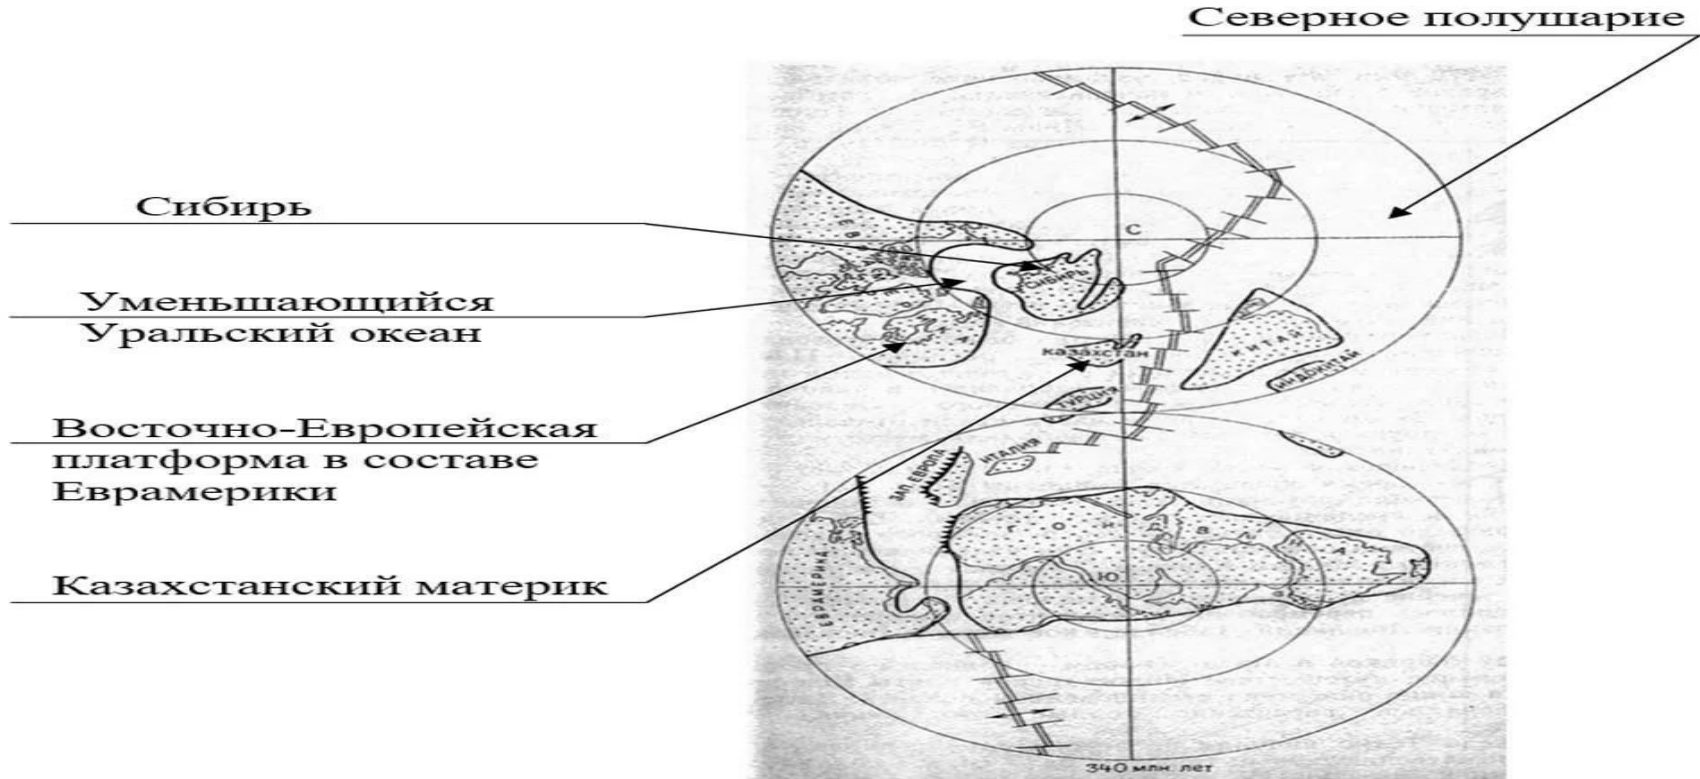 Северное полушарие
Сибирь
Уменьшающийся
Уральский океан
Восточно-Европейская
платформа в составе
Еврамерики
Казахстанский материк
С
СИБИРЬ
КАЗАХСТАН
КИТАЙ
ИНДОКИТАЙ
ТУРЦИЯ
ИТАЛИЯ
ЗАП. ЕВРОПА
ГОНДВАНА
Ю
ЕВРАМЕРИКА
340 млн. лет